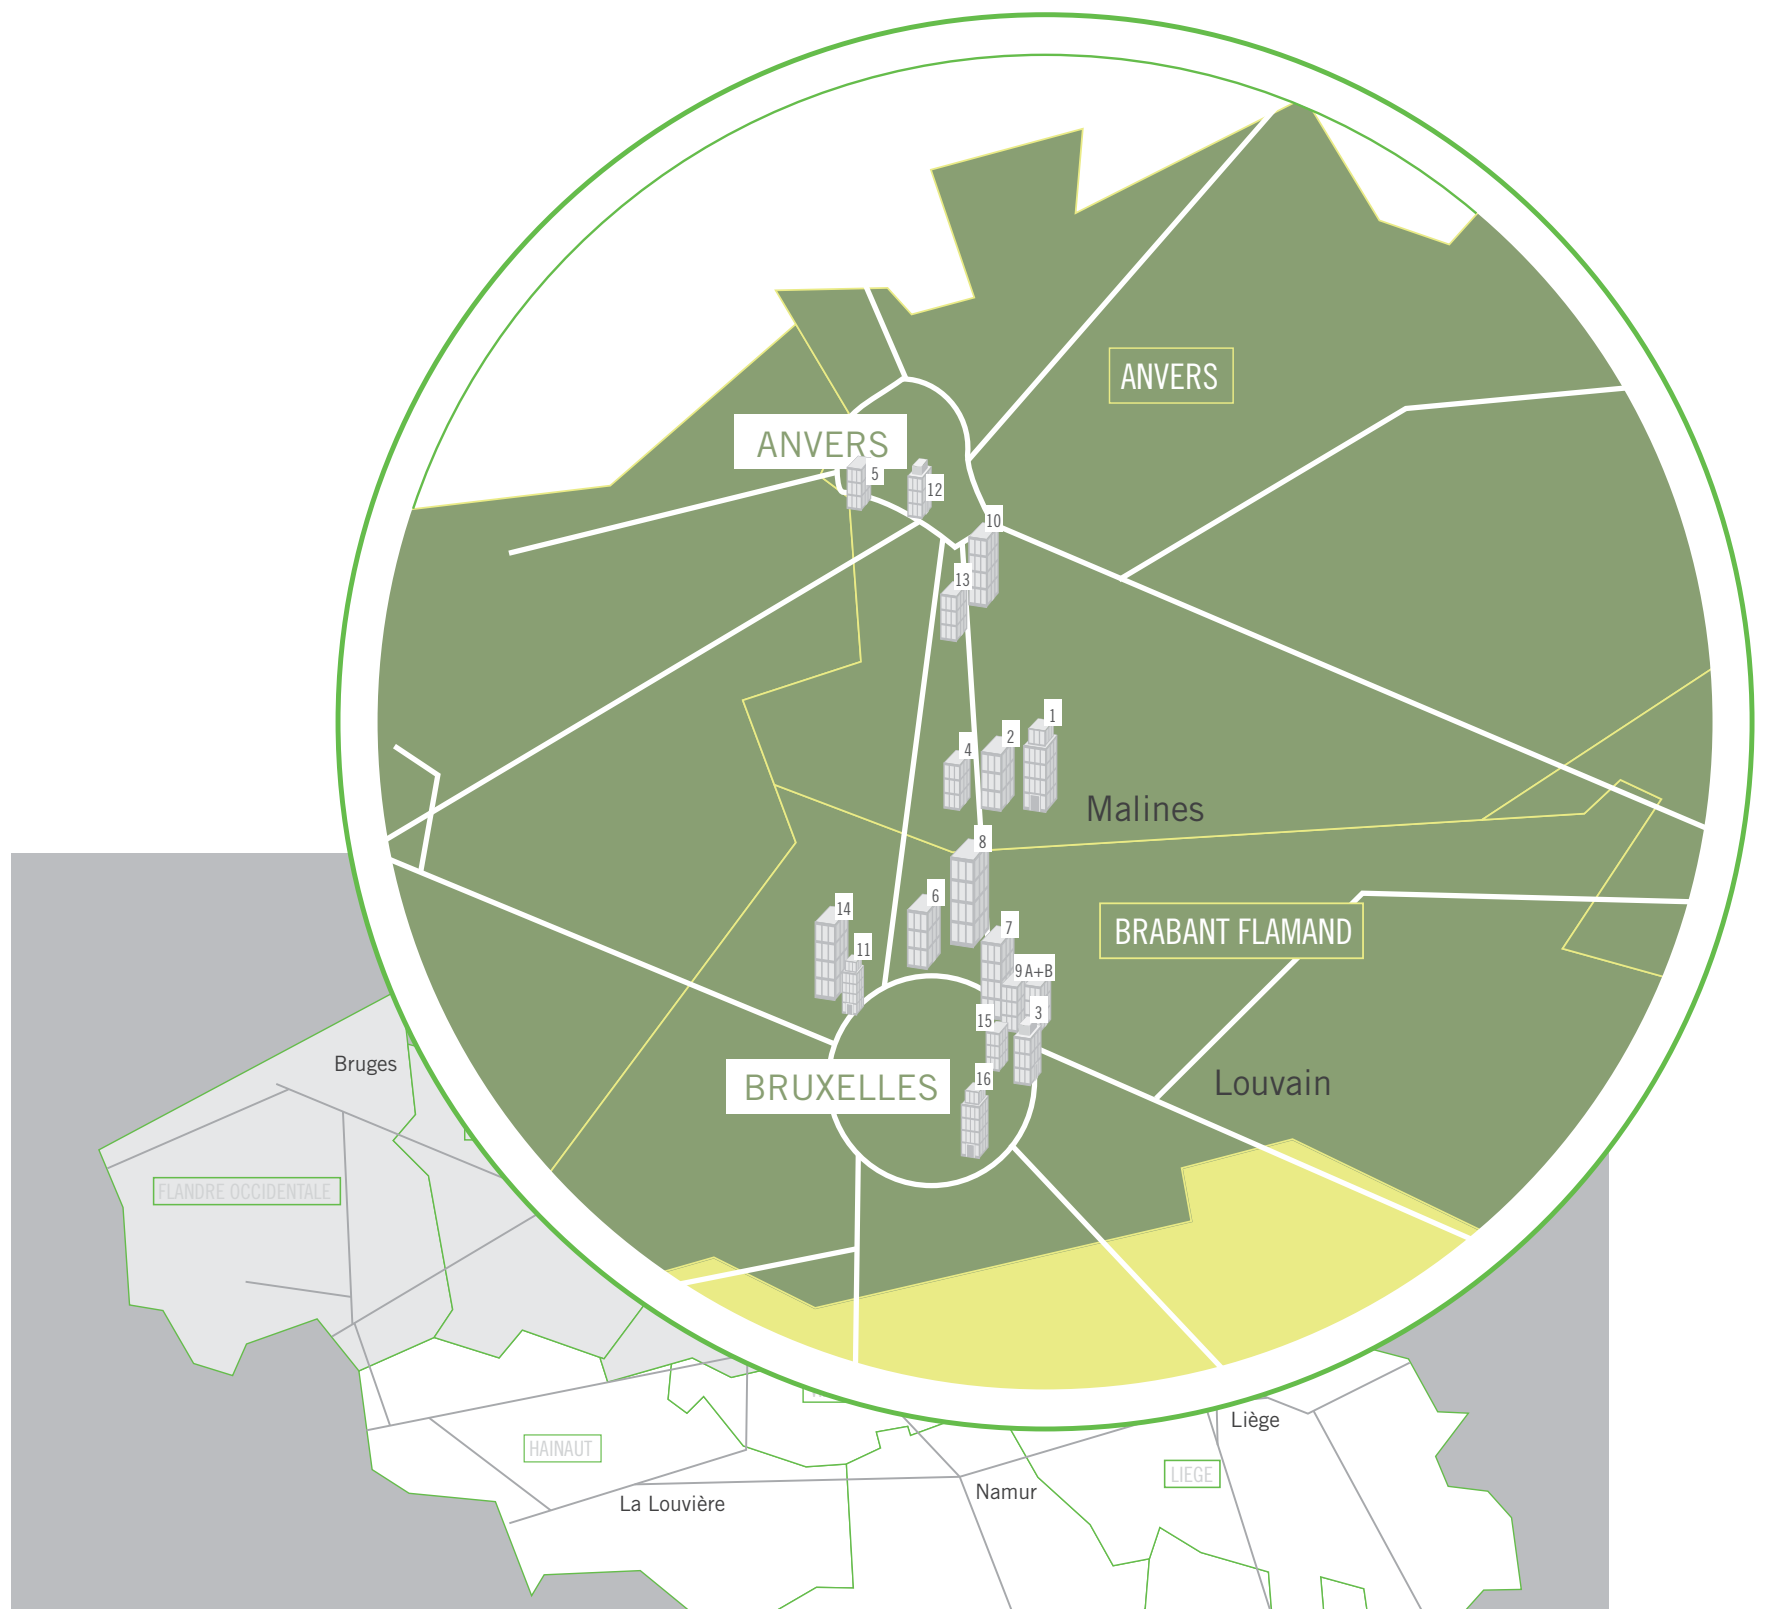 ANVERS
ANVERS
5
12
10
13
1
2
4
Malines
8
6
14
BRABANT FLAMAND
7
11
9 A+B
3
15
Bruges
16
Louvain
BRUXELLES
FLANDRE OCCIDENTALE
Liège
HAINAUT
LIEGE
Namur
La Louvière